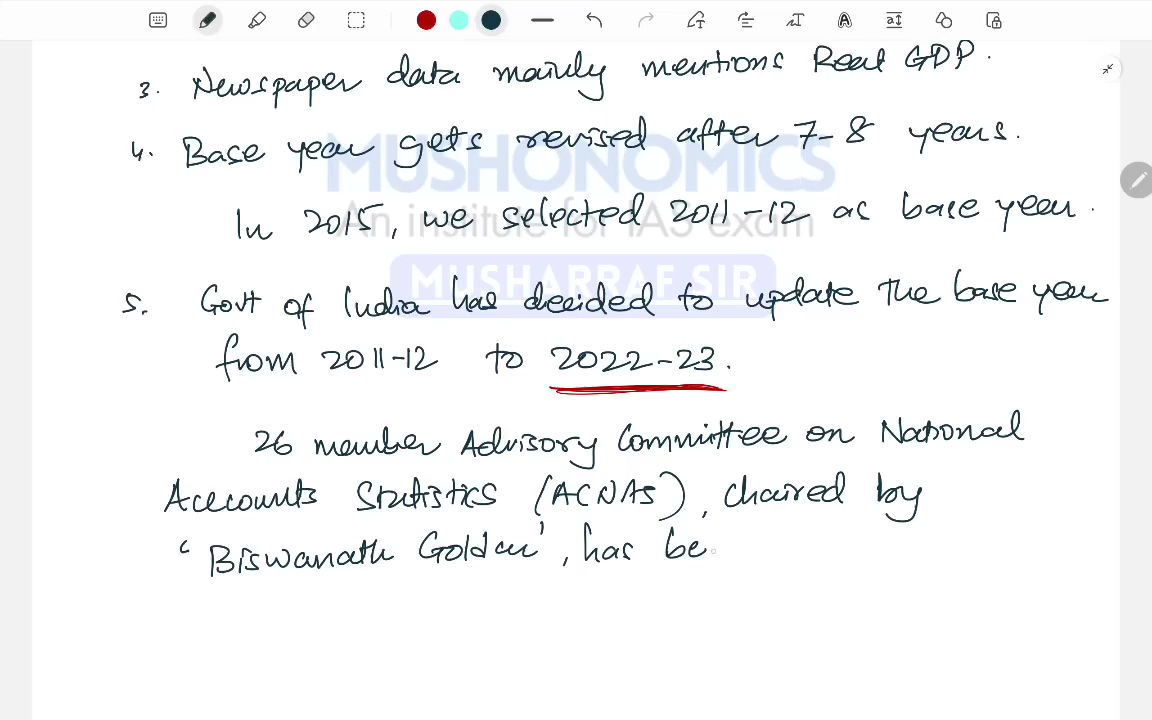 3. Newspaper data mainly mentions Real GDP.
4. Base year gets revised after 7-8 years.
MUSHONOMICS
In 2015, we selected 2011-12 as base year.
An institute for IAS exam
MUSHARRAF SIR
5. Govt of India has decided to update the base year
from 2011-12 to 2022-23.
26 member Advisory Committee on National
Accounts Statistics (ACNAS), chaired by
'Biswanath Goldar', has be